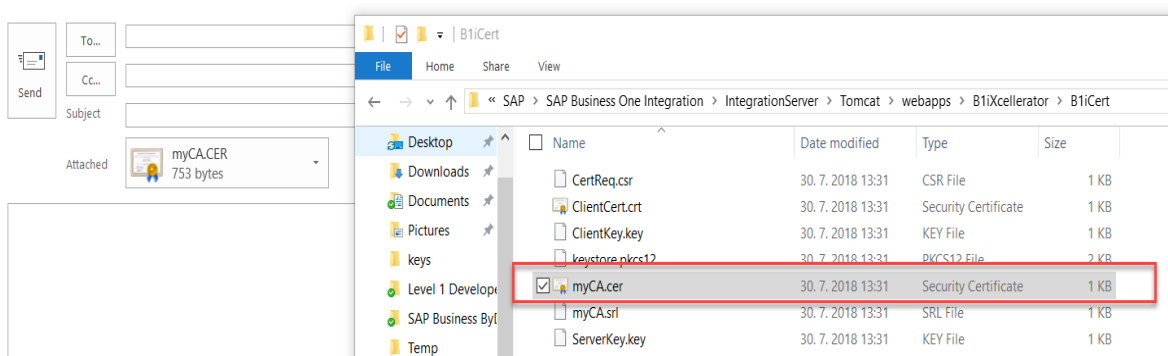 To...
Cc...
Send
Subject
Attached
myCA.CER
753 bytes
B1iCert
File Home Share View
« SAP > SAP Business One Integration > IntegrationServer > Tomcat > webapps > B1iXcellerator > B1iCert
Desktop
Downloads
Documents
Pictures
keys
Level 1 Develope
SAP Business By
Temp
Name Date modified Type Size
CertReq.csr 30. 7. 2018 13:31 CSR File 1 KB
ClientCert.crt 30. 7. 2018 13:31 Security Certificate 1 KB
ClientKey.key 30. 7. 2018 13:31 KEY File 1 KB
keystore.pkcs12 30. 7. 2018 13:31 PKCS12 File 2 KB
myCA.cer 30. 7. 2018 13:31 Security Certificate 1 KB
myCA.srl 30. 7. 2018 13:31 SRL File 1 KB
ServerKey.key 30. 7. 2018 13:31 KEY File 1 KB